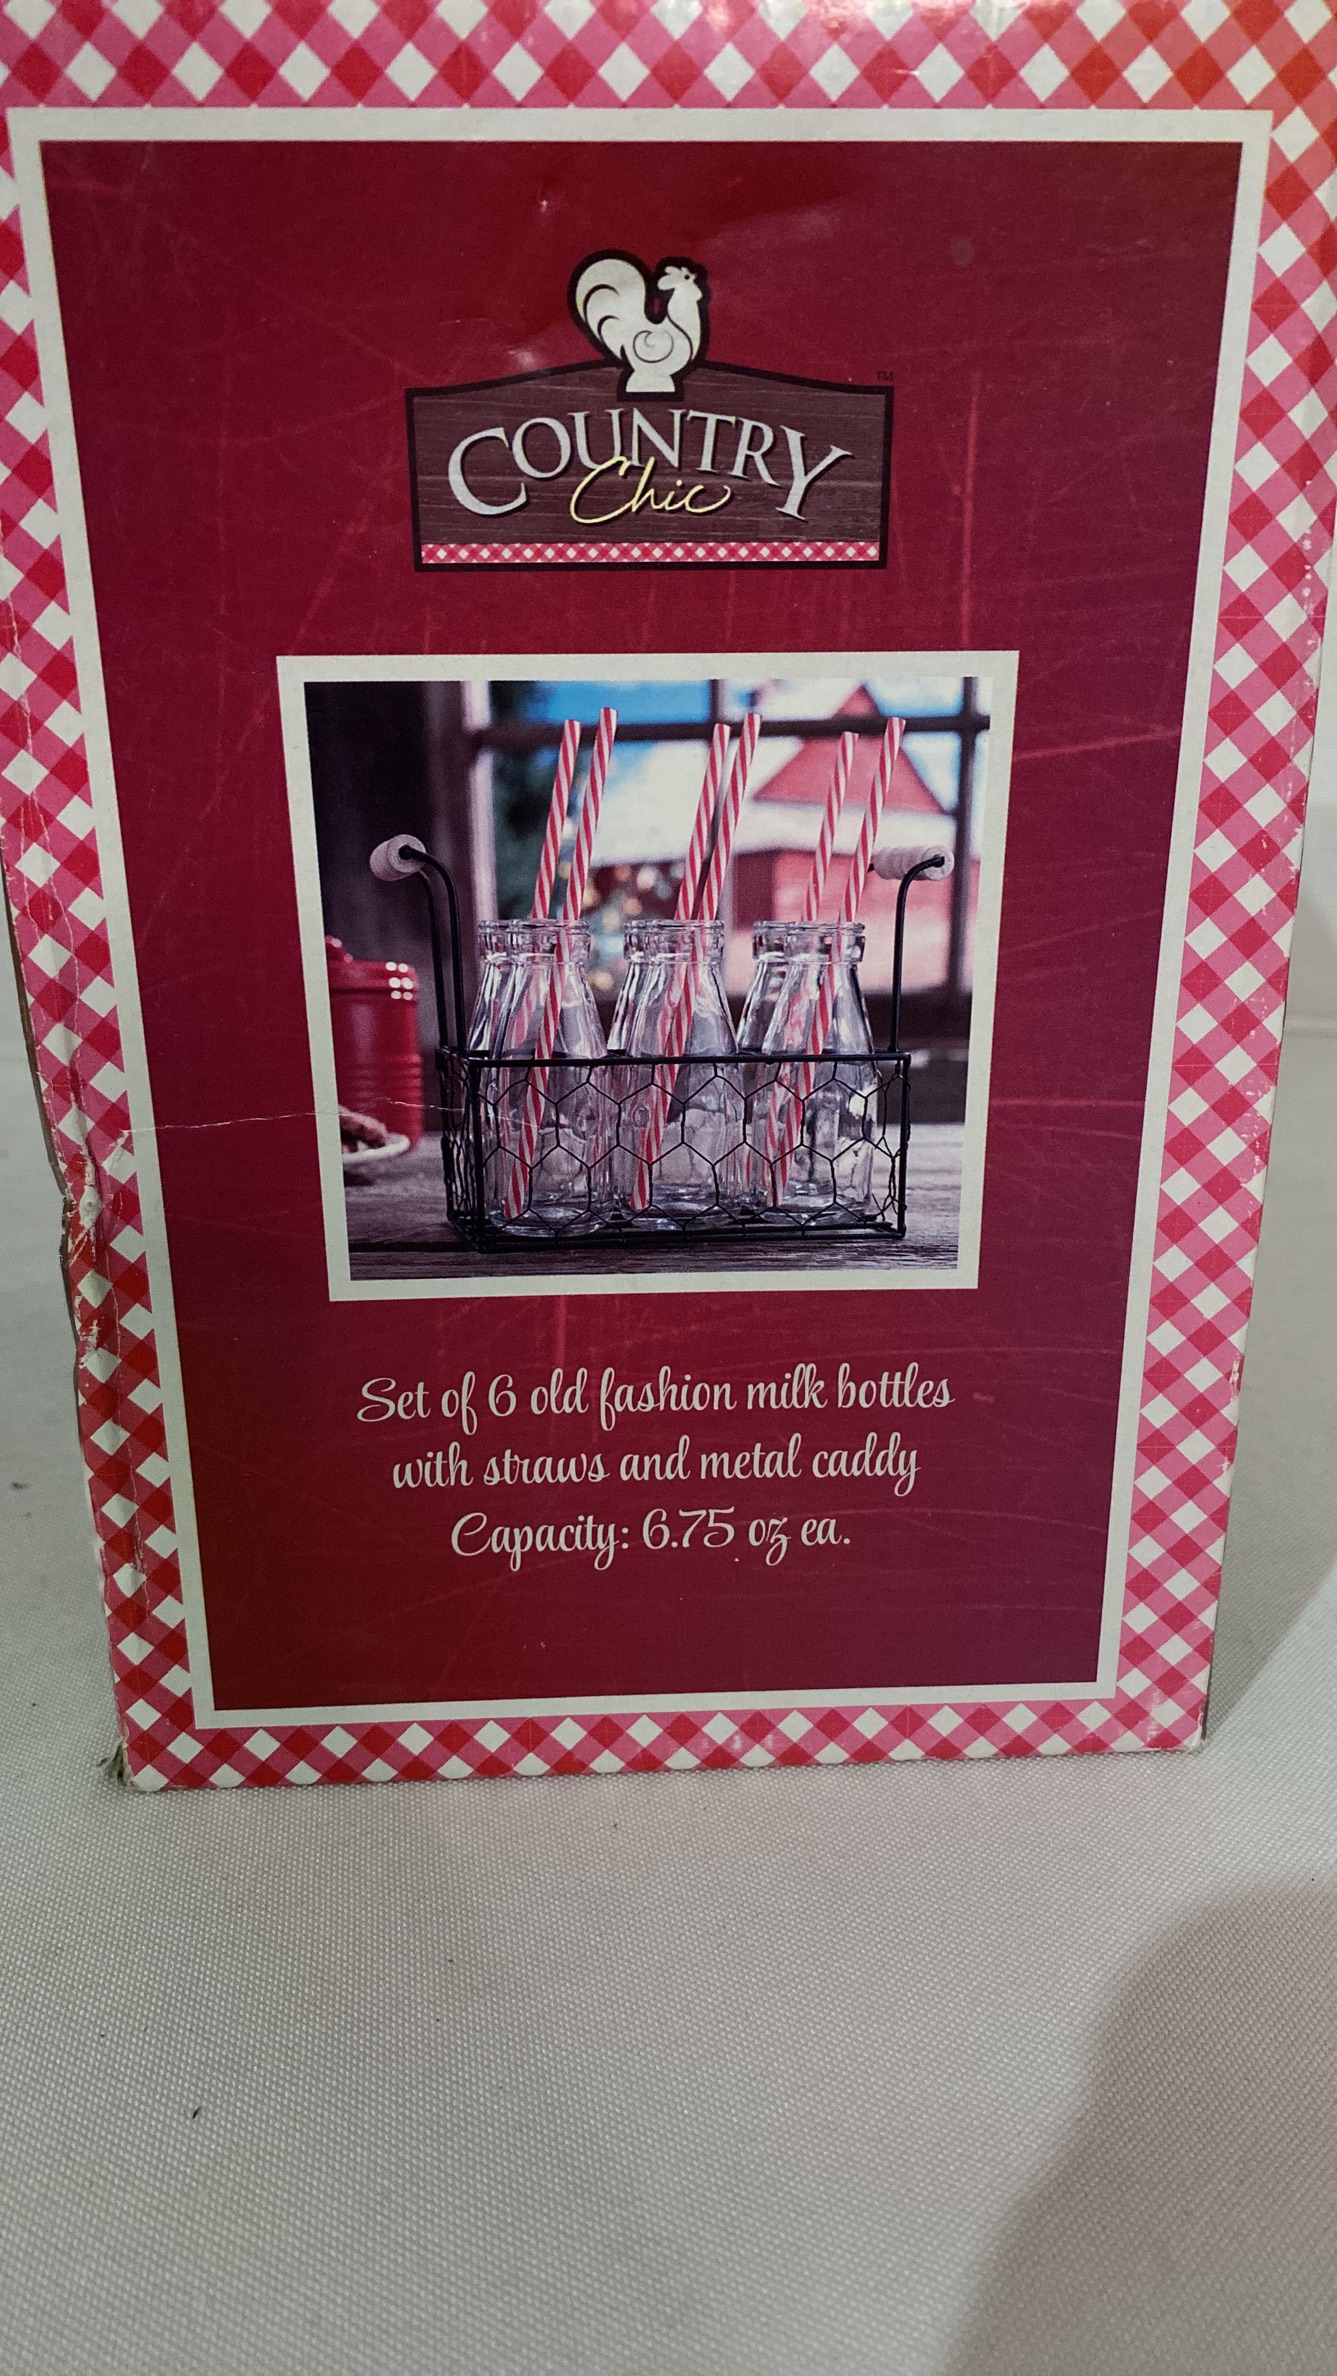 TM
COUNTRY
Chic
Set of 6 old fashion milk bottles
with straws and metal caddy
Capacity: 6.75 oz ea.